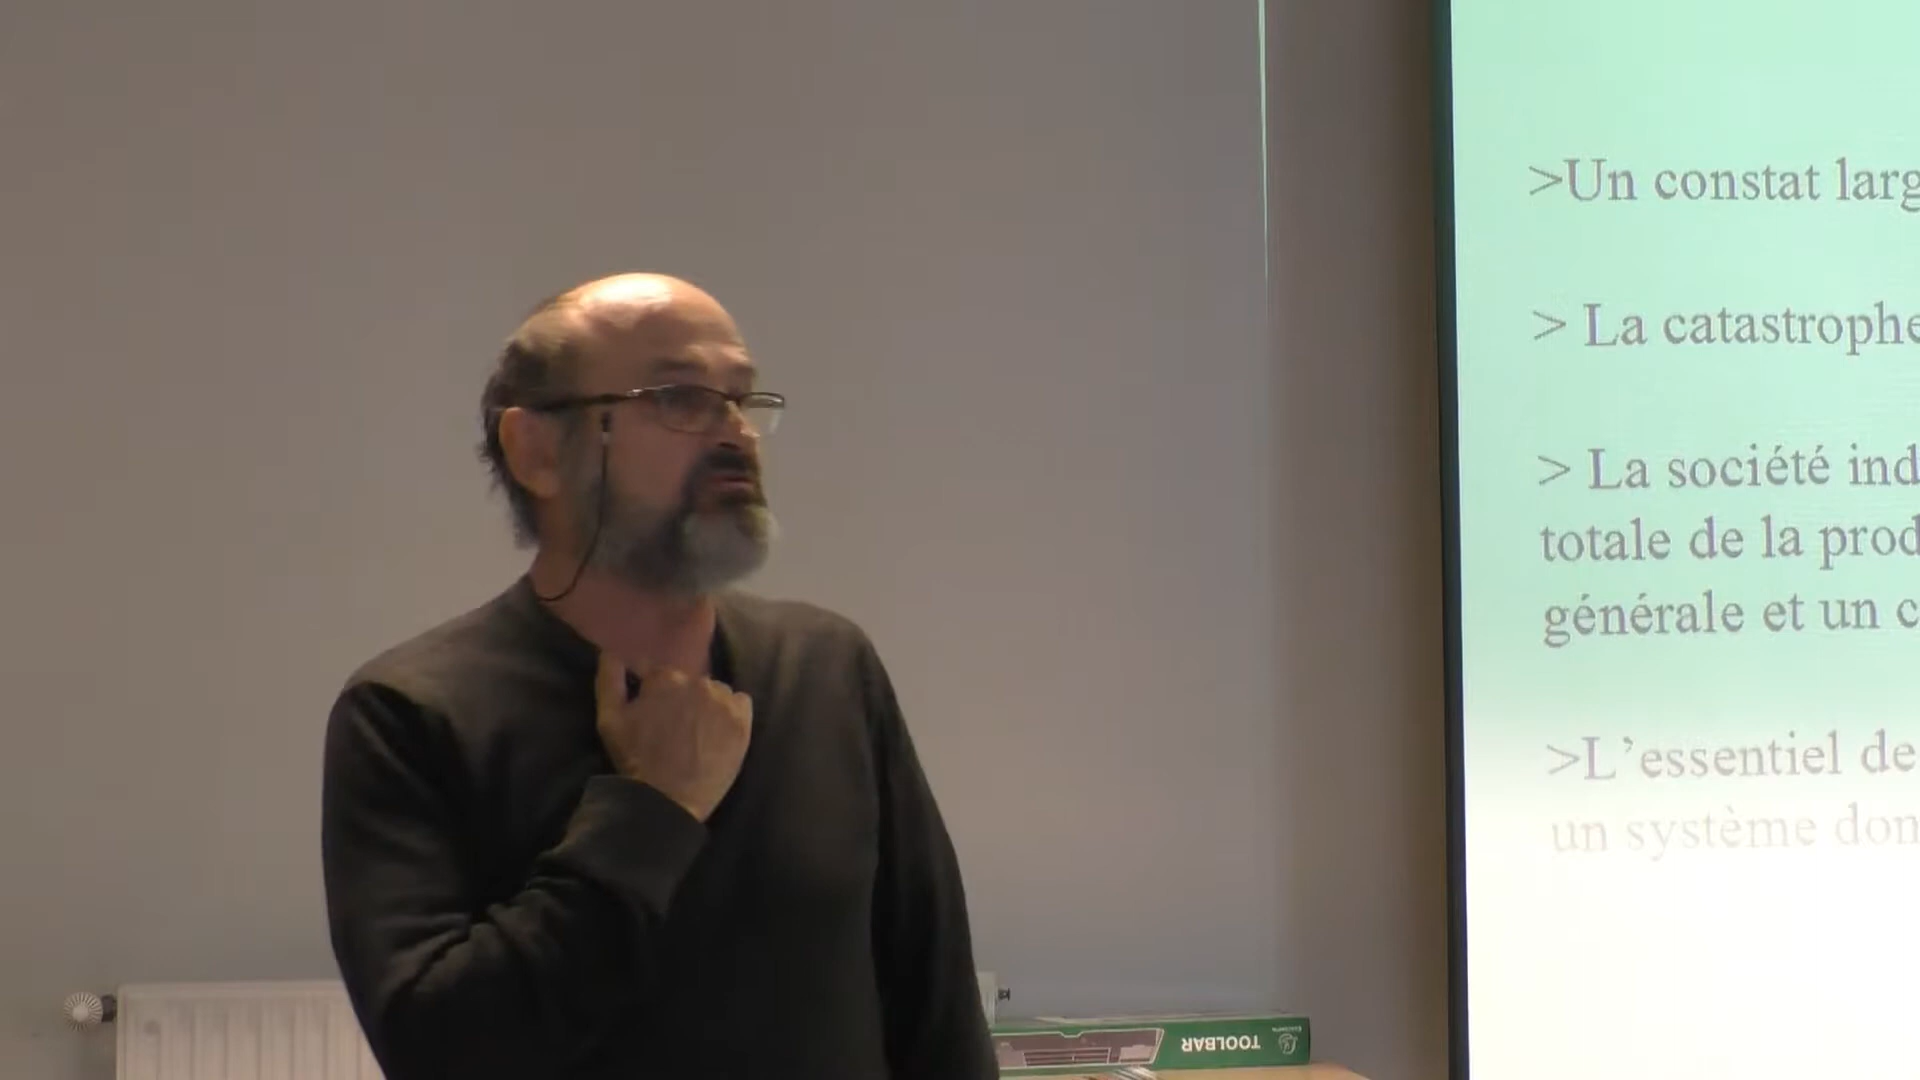 >Un constat larg
> La catastrophe
> La société ind
totale de la prod
générale et un c
>L’essentiel de
un système don
TOOLBAR